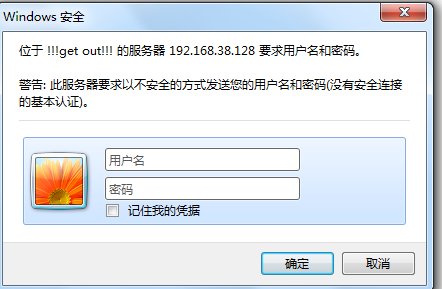 Windows 安全
位于 !!!get out!!! 的服务器 192.168.38.128 要求用户名和密码。
警告: 此服务器要求以不安全的方式发送您的用户名和密码(没有安全连接
的基本认证)。
用户名
密码
记住我的凭据
确定
取消